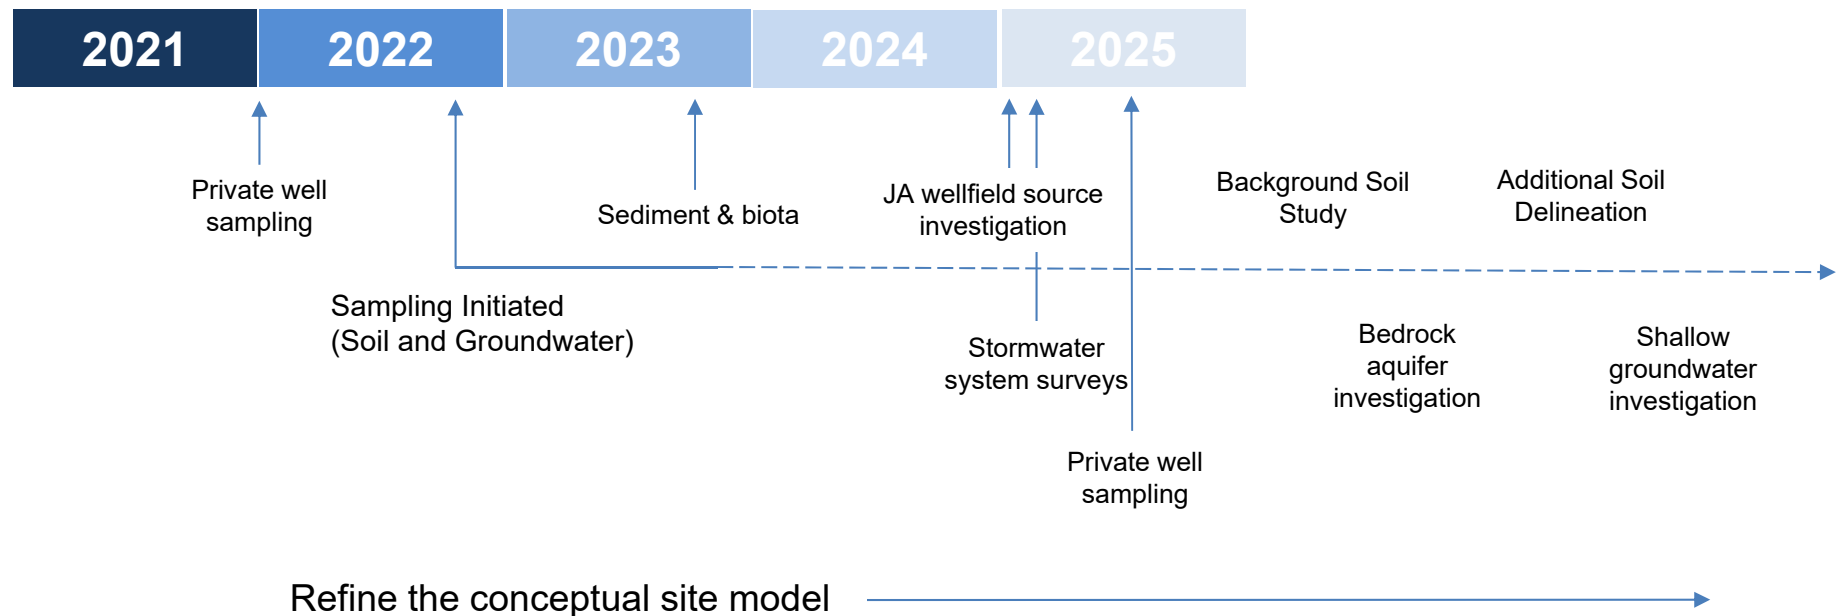 2021
2022
2023
2024
2025
Private well
sampling
Sediment & biota
JA wellfield source
investigation
Background Soil
Study
Additional Soil
Delineation
Sampling Initiated
(Soil and Groundwater)
Stormwater
system surveys
Bedrock
aquifer
investigation
Shallow
groundwater
investigation
Private well
sampling
Refine the conceptual site model